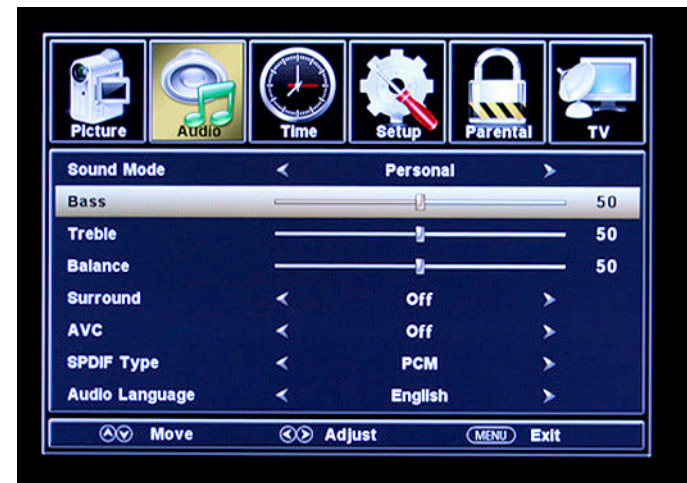 Picture Audio Time Setup Parental TV
Sound Mode Personal
Bass 50
Treble 50
Balance 50
Surround Off
AVC Off
SPDIF Type PCM
Audio Language English
Move Adjust MENU Exit